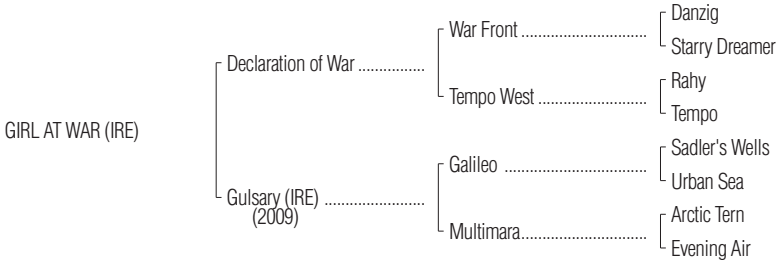 Danzig
War Front ................................
Starry Dreamer
Declaration of War ................
Rahy
Tempo West ............................
Tempo
GIRL AT WAR (IRE)
Sadler's Wells
Galileo ....................................
Urban Sea
Gulsary (IRE) ........................
(2009)
Arctic Tern
Multimara................................
Evening Air